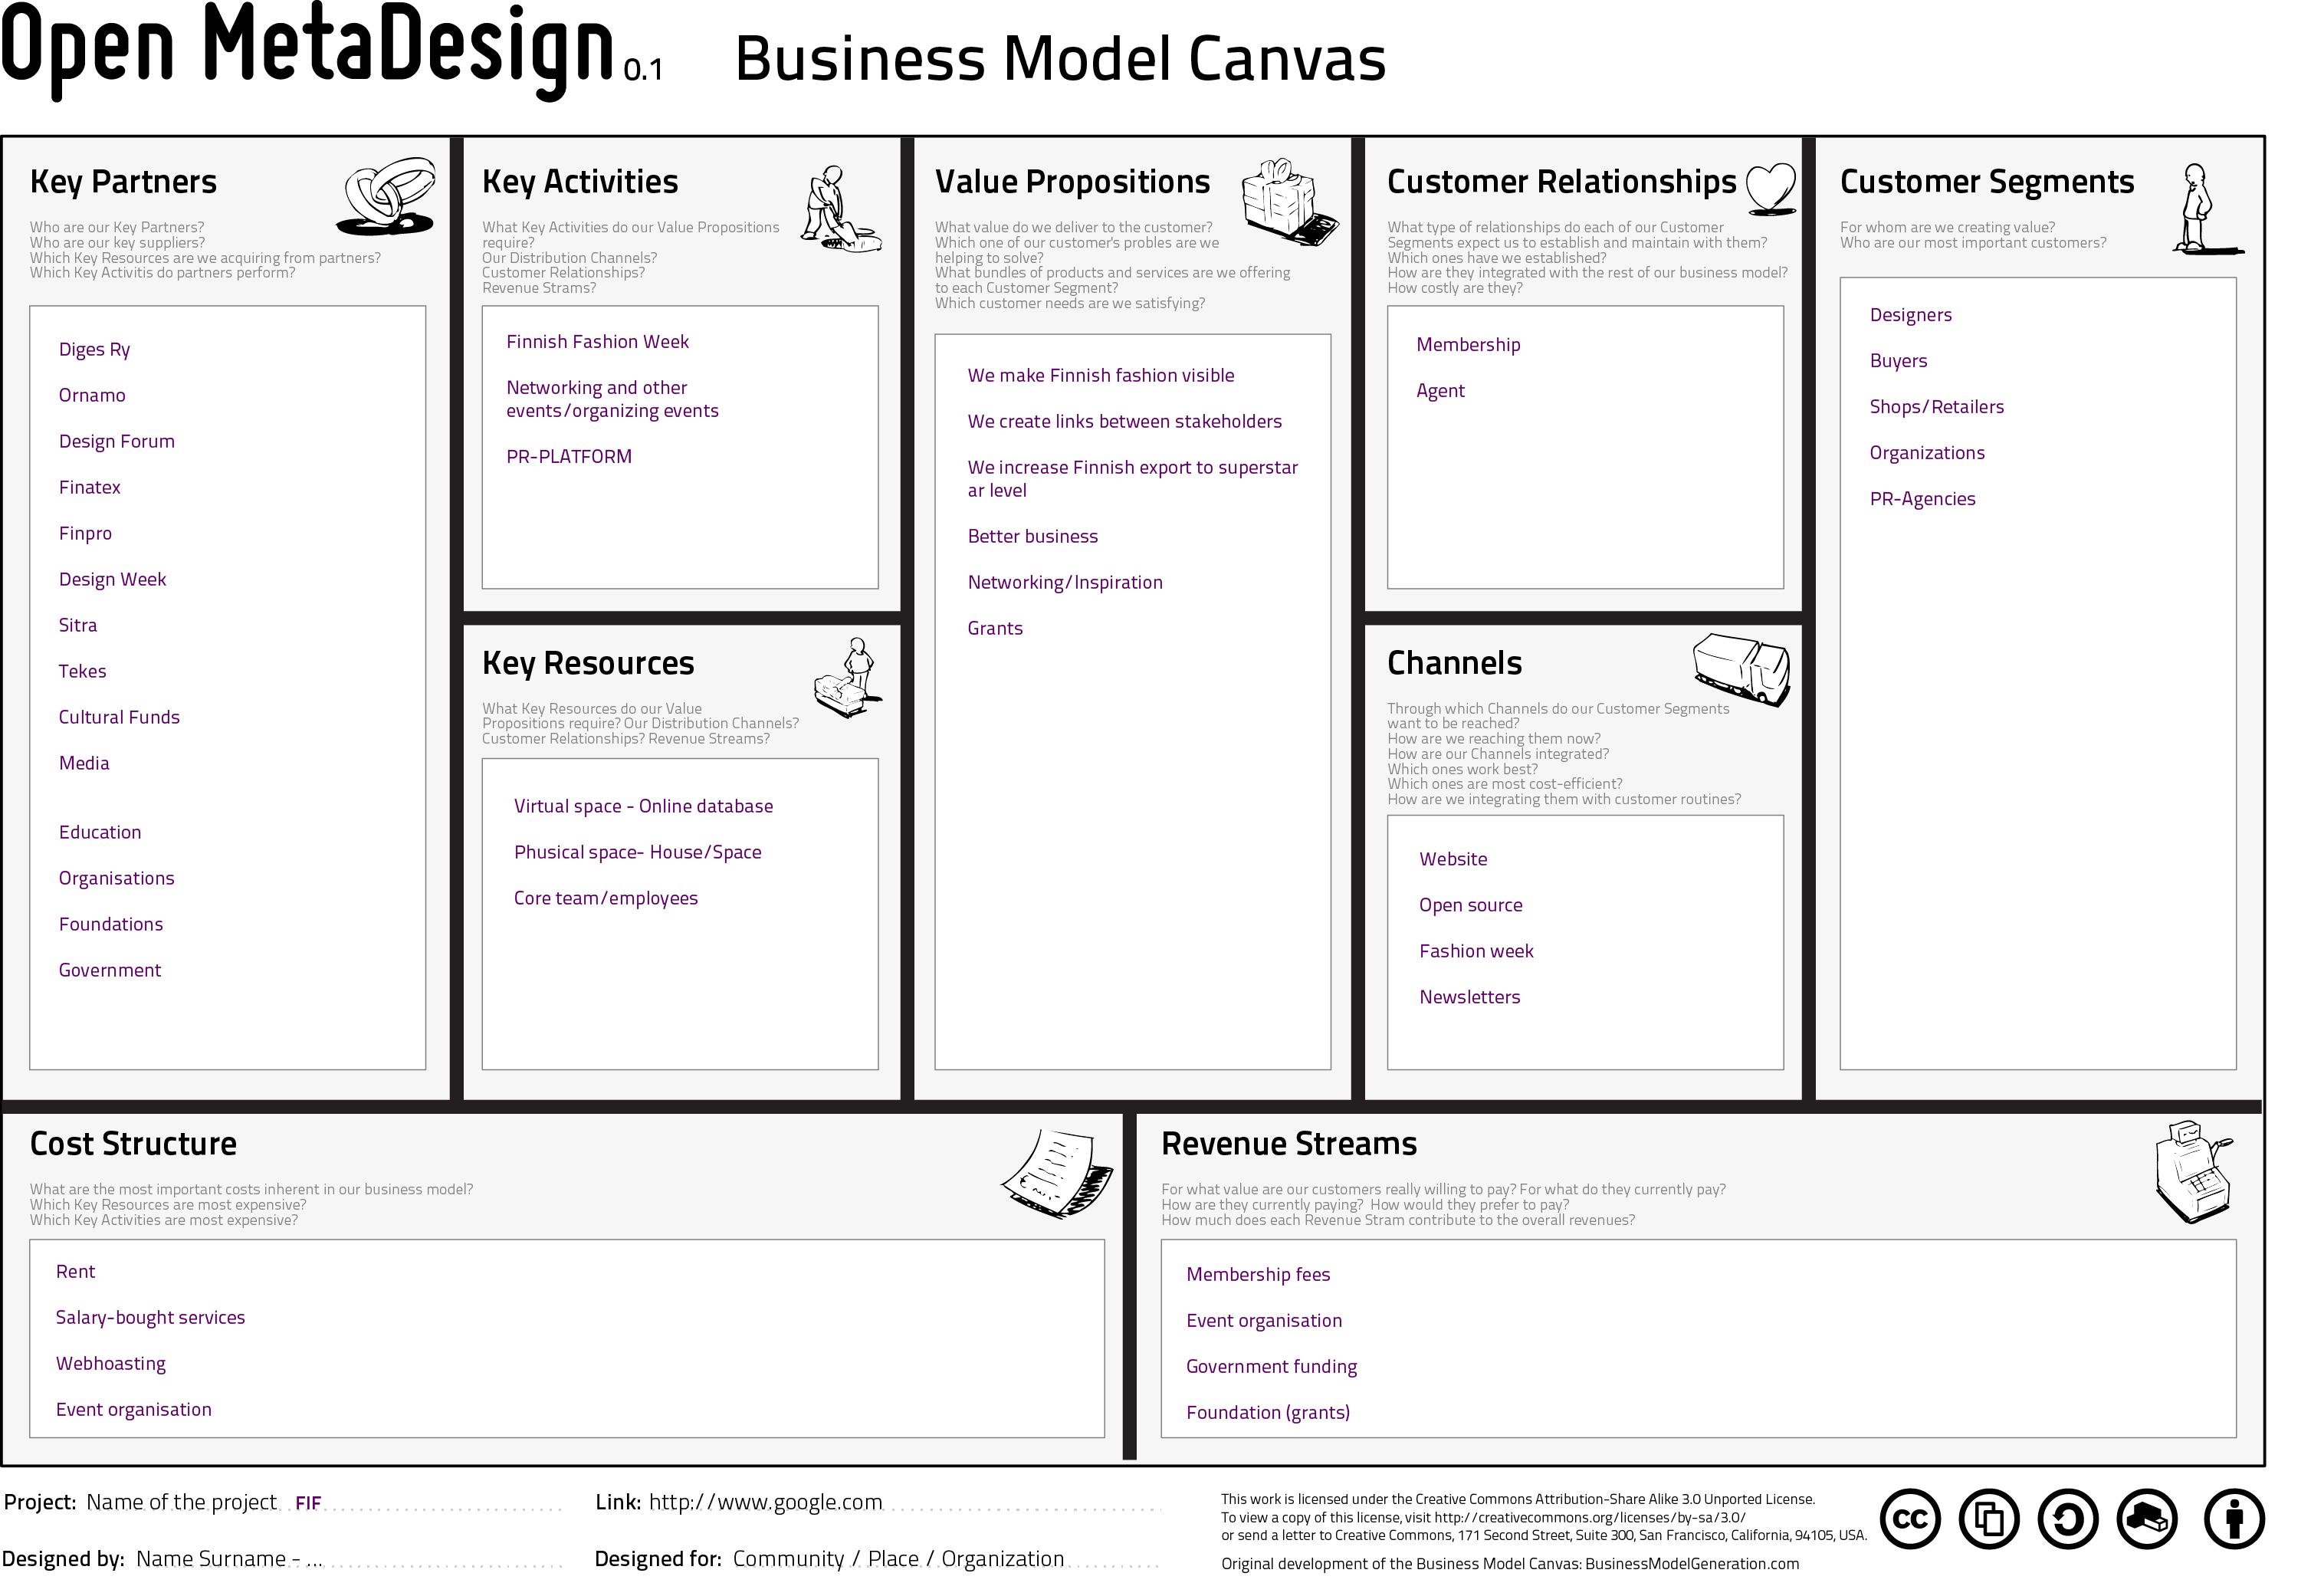 Open MetaDesign 0.1
Business Model Canvas
Key Partners
Who are our Key Partners?
Who are our key suppliers?
Which Key Resources are we acquiring from partners?
Which Key Activitis do partners perform?
Diges Ry
Ornamo
Design Forum
Finatex
Finpro
Design Week
Sitra
Tekes
Cultural Funds
Media
Education
Organisations
Foundations
Government
Key Activities
What Key Activities do our Value Propositions
require?
Our Distribution Channels?
Customer Relationships?
Revenue Strams?
Finnish Fashion Week
Networking and other
events/organizing events
PR-PLATFORM
Key Resources
What Key Resources do our Value
Propositions require? Our Distribution Channels?
Customer Relationships? Revenue Streams?
Virtual space - Online database
Phusical space- House/Space
Core team/employees
Value Propositions
What value do we deliver to the customer?
Which one of our customer's probles are we
helping to solve?
What bundles of products and services are we offering
to each Customer Segment?
Which customer needs are we satisfying?
We make Finnish fashion visible
We create links between stakeholders
We increase Finnish export to superstar
ar level
Better business
Networking/Inspiration
Grants
Customer Relationships
What type of relationships do each of our Customer
Segments expect us to establish and maintain with them?
Which ones have we established?
How are they integrated with the rest of our business model?
How costly are they?
Membership
Agent
Channels
Through which Channels do our Customer Segments
want to be reached?
How are we reaching them now?
How are our Channels integrated?
Which ones work best?
Which ones are most cost-efficient?
How are we integrating them with customer routines?
Website
Open source
Fashion week
Newsletters
Customer Segments
For whom are we creating value?
Who are our most important customers?
Designers
Buyers
Shops/Retailers
Organizations
PR-Agencies
Cost Structure
What are the most important costs inherent in our business model?
Which Key Resources are most expensive?
Which Key Activities are most expensive?
Rent
Salary-bought services
Webhoasting
Event organisation
Revenue Streams
For what value are our customers really willing to pay? For what do they currently pay?
How are they currently paying? How would they prefer to pay?
How much does each Revenue Stram contribute to the overall revenues?
Membership fees
Event organisation
Government funding
Foundation (grants)
Project: Name of the project FIF
Designed by: Name Surname - ...
Link: http://www.google.com
Designed for: Community / Place / Organization
This work is licensed under the Creative Commons Attribution-Share Alike 3.0 Unported License.
To view a copy of this license, visit http://creativecommons.org/licenses/by-sa/3.0/
or send a letter to Creative Commons, 171 Second Street, Suite 300, San Francisco, California, 94105, USA.
Original development of the Business Model Canvas: BusinessModelGeneration.com
cc